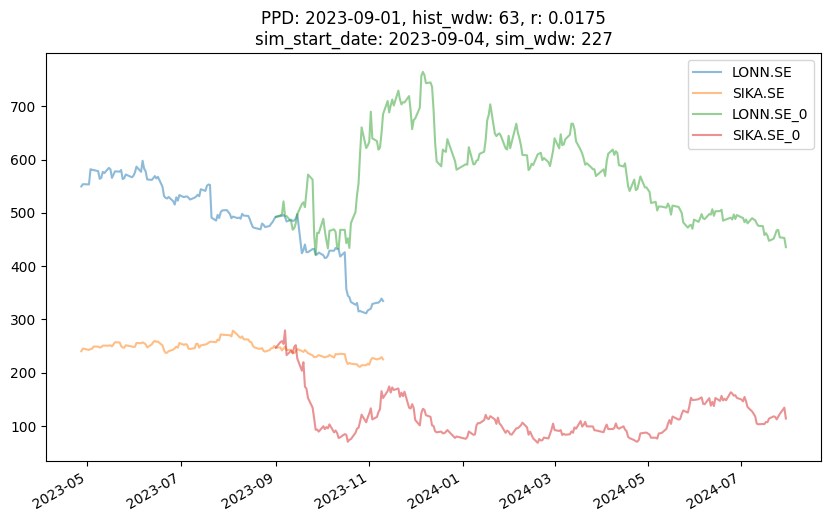 PPD: 2023-09-01, hist_wdw: 63, r: 0.0175
sim_start_date: 2023-09-04, sim_wdw: 227
LONN.SE
SIKA.SE
LONN.SE_0
SIKA.SE_0
700
600
500
400
300
200
100
2023-05
2023-07
2023-09
2023-11
2024-01
2024-03
2024-05
2024-07